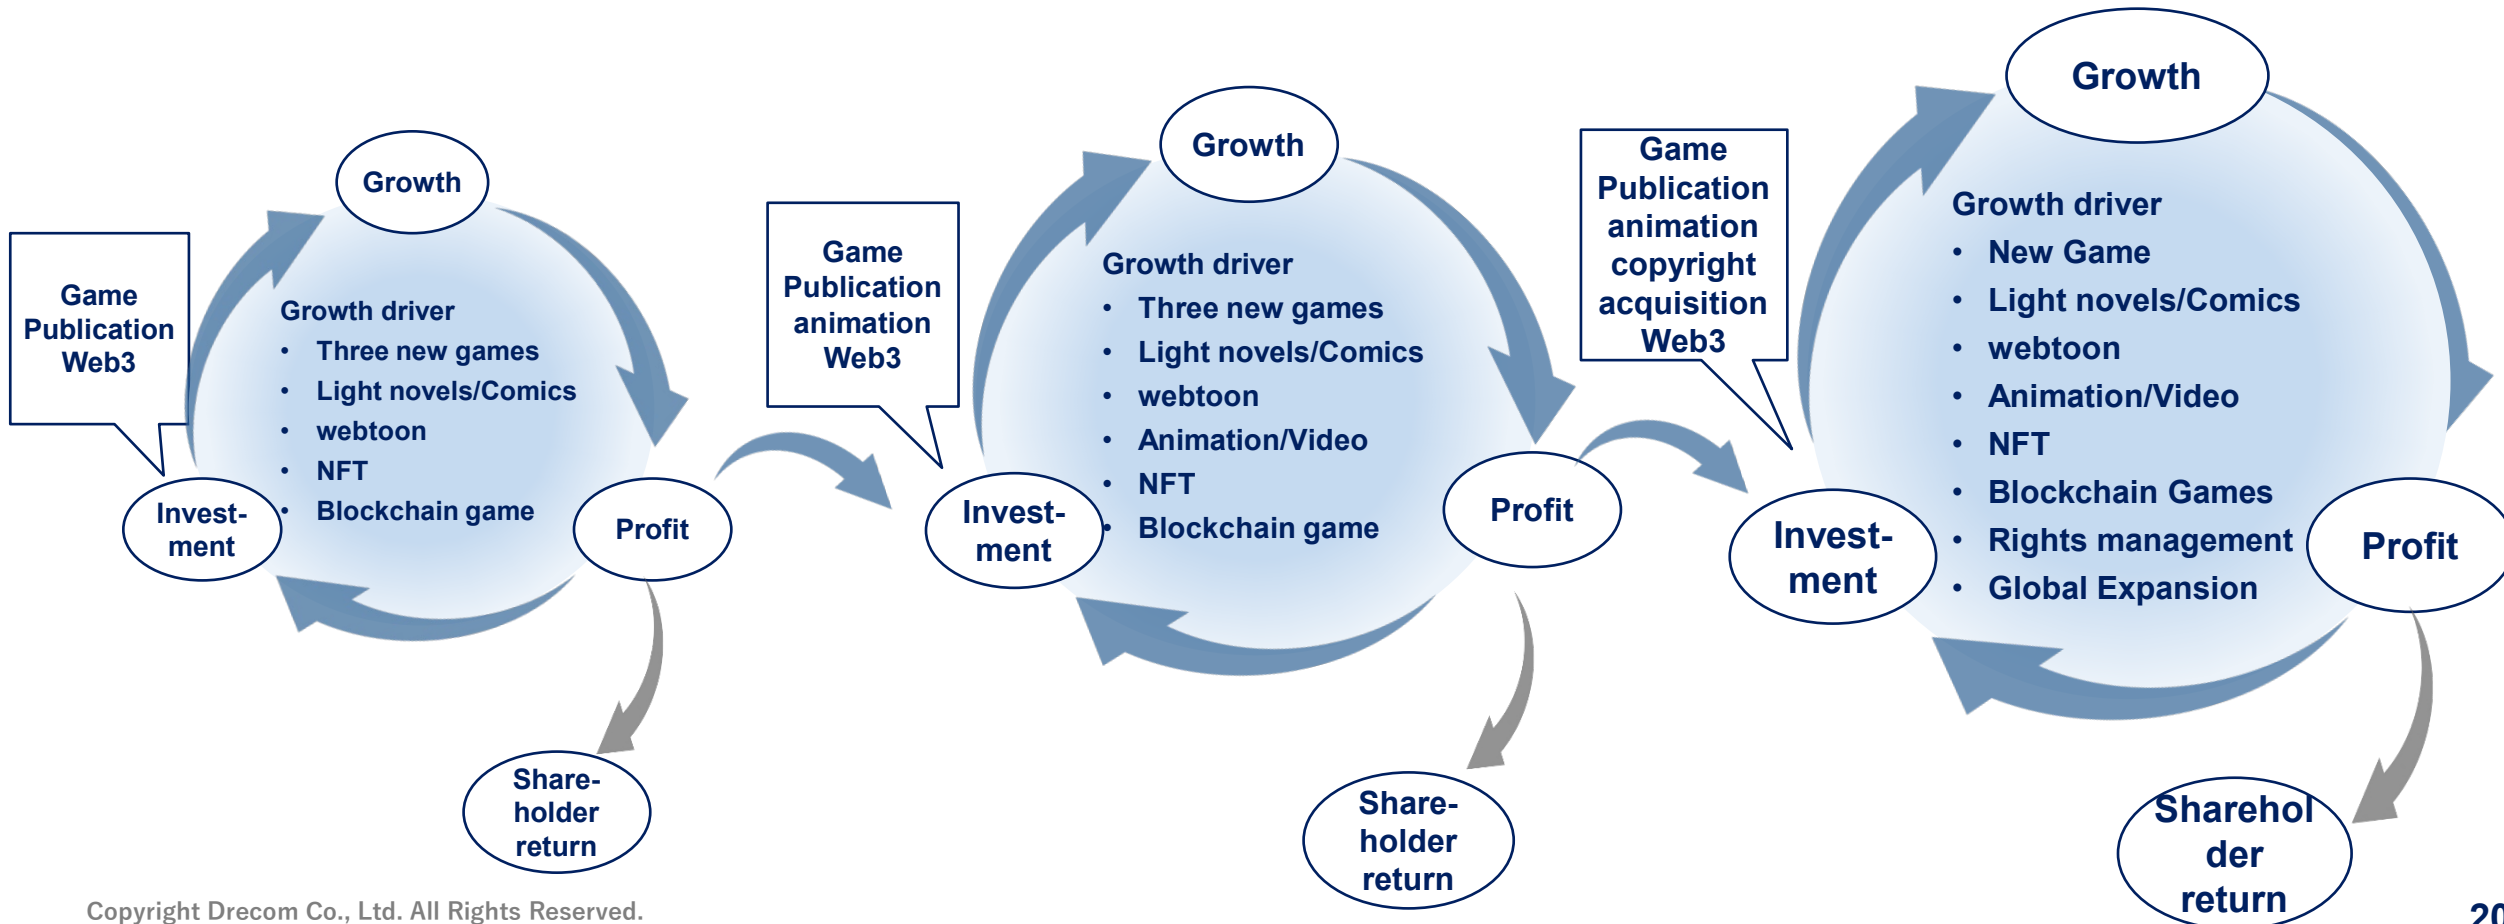 Growth
Game
Publication
Web3
Growth driver
• Three new games
• Light novels/Comics
• webtoon
• NFT
• Blockchain game
Invest-
ment
Profit
Share-
holder
return
Growth
Game
Publication
animation
Web3
Growth driver
• Three new games
• Light novels/Comics
• webtoon
• Animation/Video
• NFT
• Blockchain game
Invest-
ment
Profit
Share-
holder
return
Growth
Game
Publication
animation
copyright
acquisition
Web3
Growth driver
• New Game
• Light novels/Comics
• webtoon
• Animation/Video
• NFT
• Blockchain Games
• Rights management
• Global Expansion
Invest-
ment
Profit
Sharehol
der
return
Copyright Drecom Co., Ltd. All Rights Reserved.
20